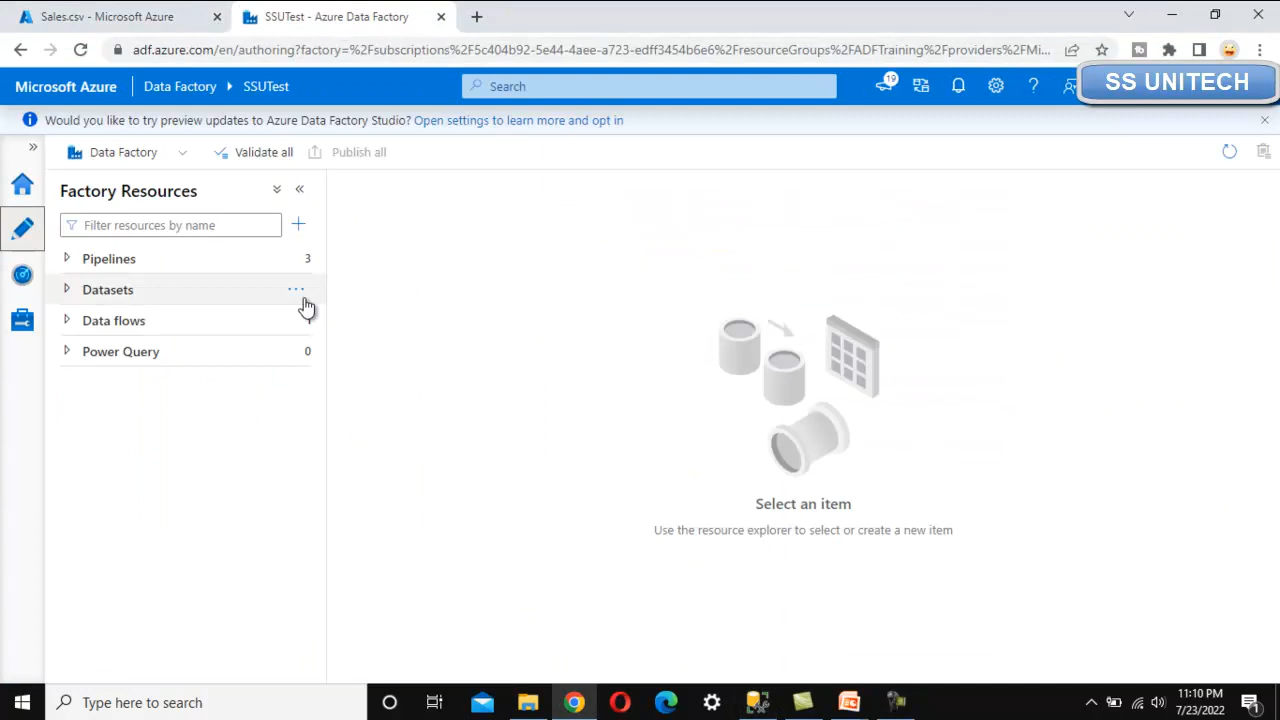 Sales.csv - Microsoft Azure
SSUTest - Azure Data Factory
adf.azure.com/en/authoring?factory=%2Fsubscriptions%2F5c404b92-5e44-4aee-a723-edff3454b6e6%2FresourceGroups%2FADFTraining%2Fproviders%2FMi...
Microsoft Azure
Data Factory
SSUTest
Search
19
SS UNITECH
Would you like to try preview updates to Azure Data Factory Studio? Open settings to learn more and opt in
Data Factory
Validate all
Publish all
Factory Resources
Filter resources by name
Pipelines
3
Datasets
Data flows
Power Query
0
Select an item
Use the resource explorer to select or create a new item
Type here to search
11:10 PM
7/23/2022
1